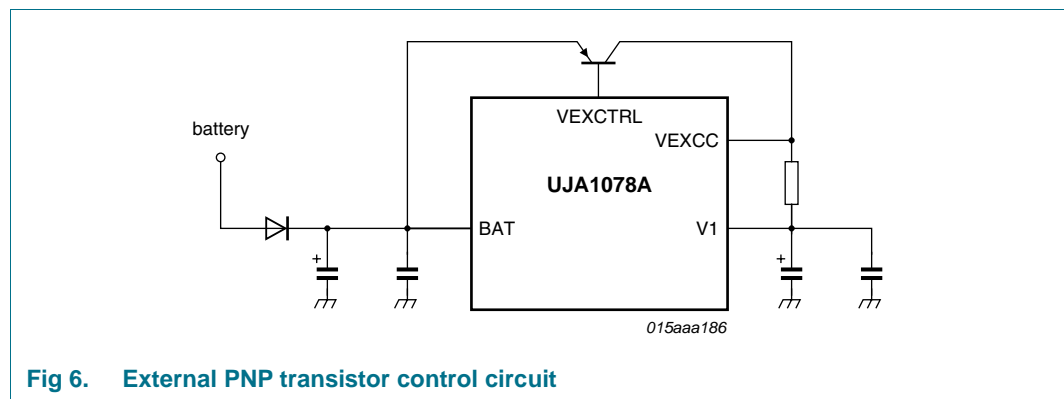 VEXCTRL
battery
VEXCC
UJA1078A
BAT
V1
+
+
015aaa186
Fig 6. External PNP transistor control circuit